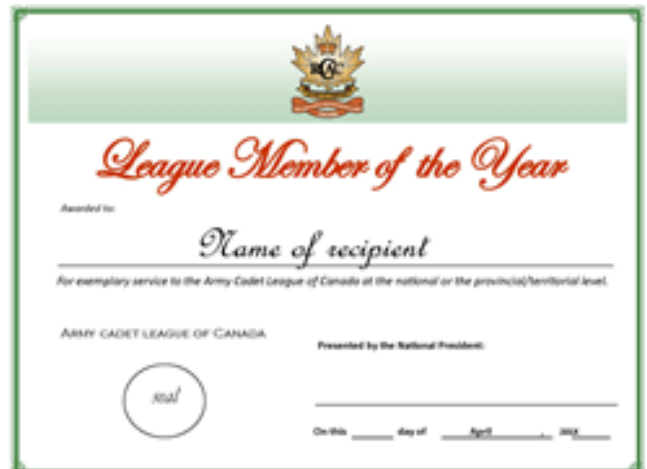 League Member of the Year
Awarded to:
Name of recipient
For exemplary service to the Army Cadet League of Canada at the national or the provincial/territorial level.
ARMY CADET LEAGUE OF CANADA
Presented by the National President:
seal
On this day of April , 2018